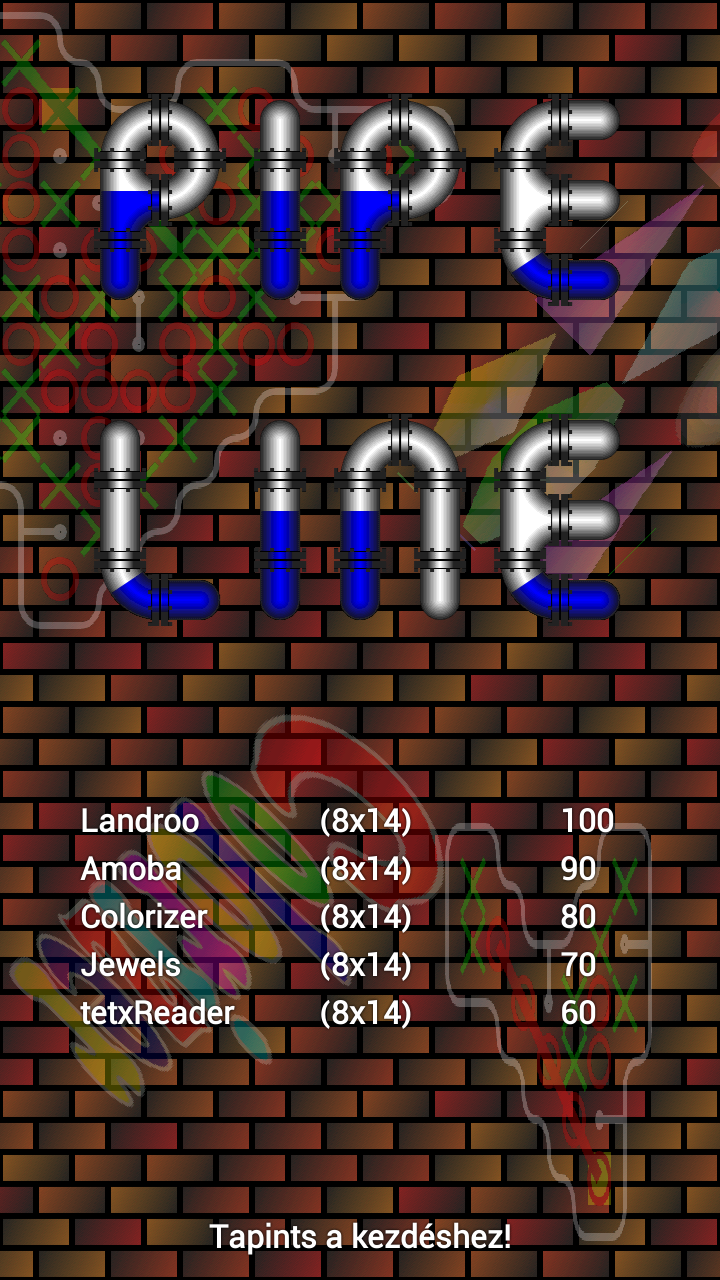 PIPE
LINE
Landroo (8x14) 100
Amoba (8x14) 90
Colorizer (8x14) 80
Jewels (8x14) 70
tetxReader (8x14) 60
Tapints a kezdéshez!